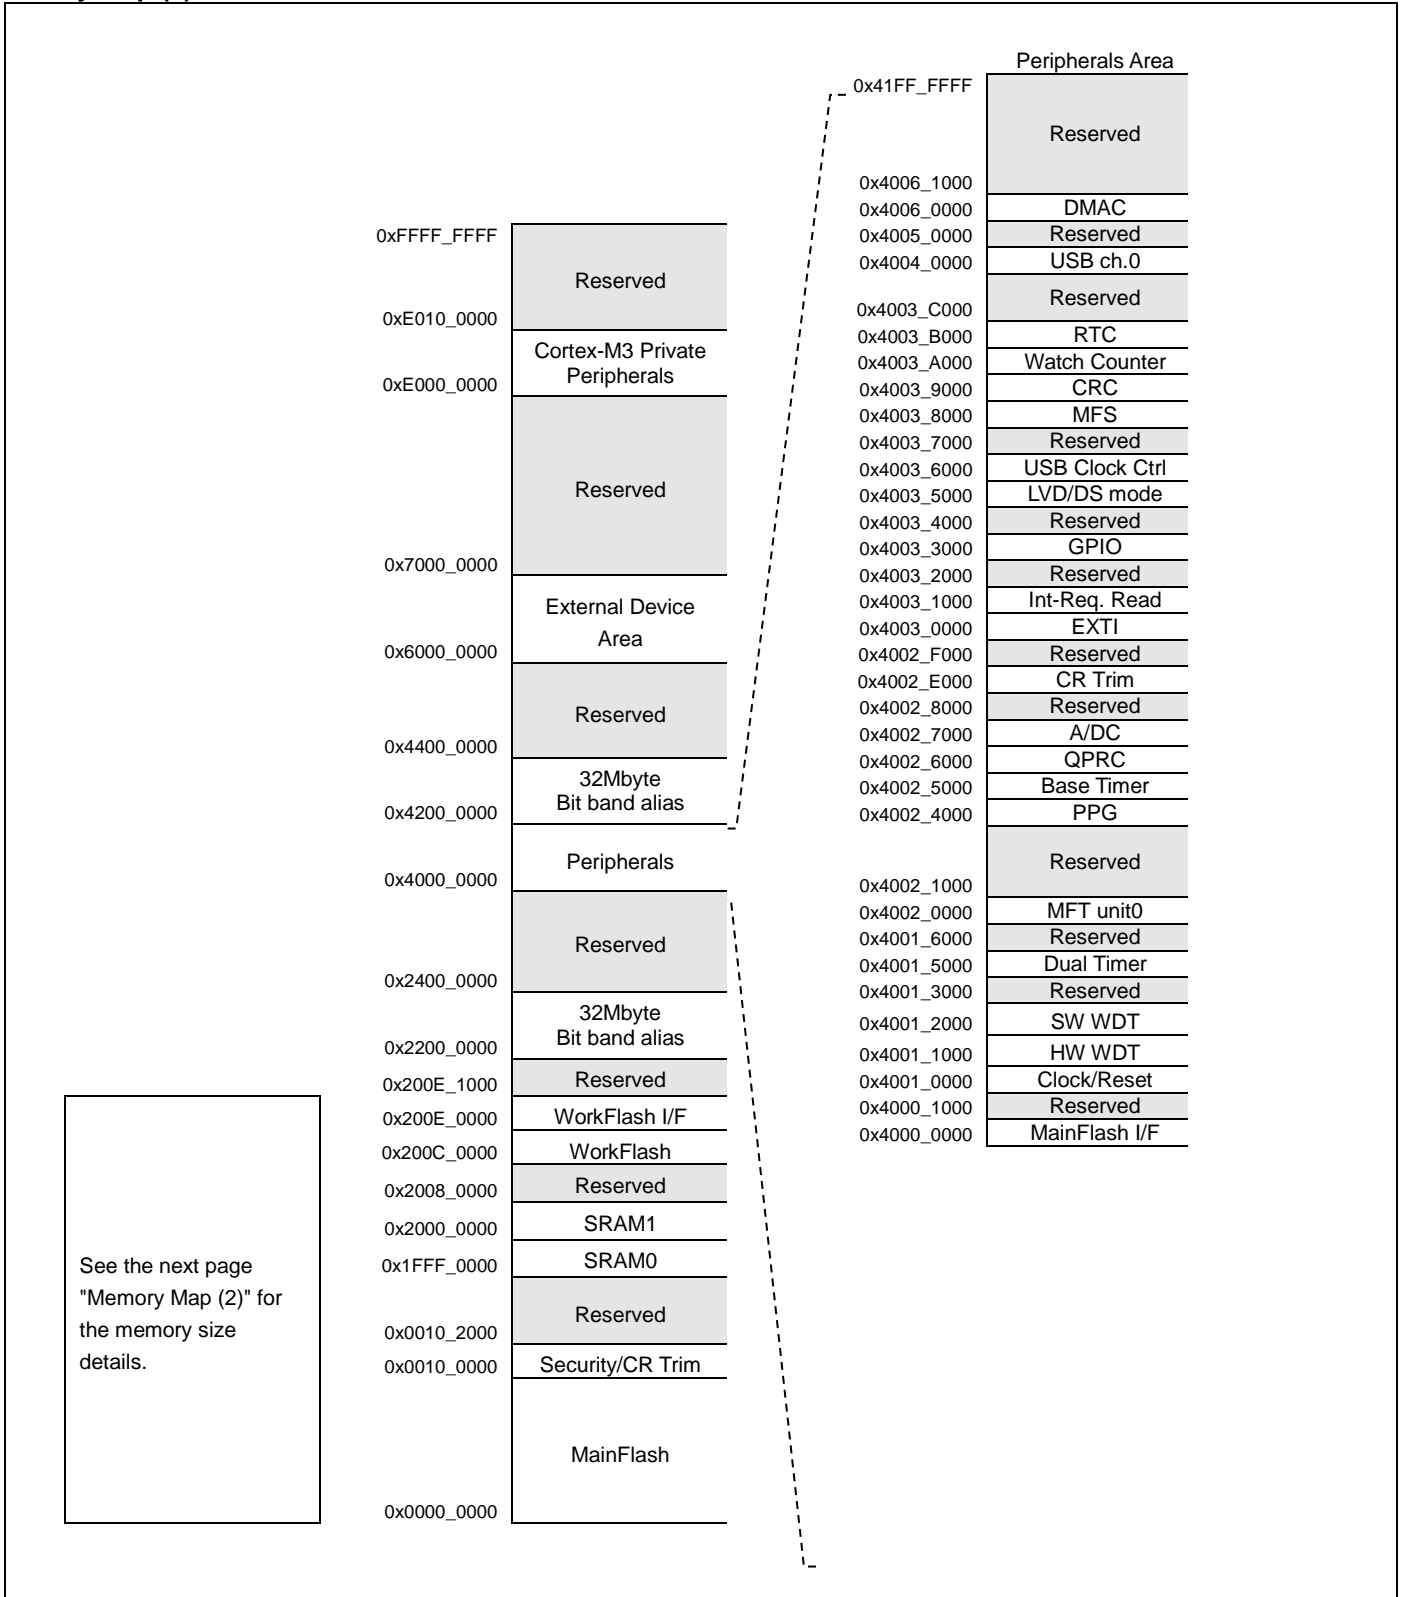 0xFFFF_FFFF
Reserved
0xE010_0000
Cortex-M3 Private
Peripherals
0xE000_0000
Reserved
0x7000_0000
External Device
Area
0x6000_0000
Reserved
0x4400_0000
32Mbyte
Bit band alias
0x4200_0000
Peripherals
0x4000_0000
Reserved
0x2400_0000
32Mbyte
Bit band alias
0x2200_0000
Reserved
0x200E_1000
WorkFlash I/F
0x200E_0000
WorkFlash
0x200C_0000
Reserved
0x2008_0000
SRAM1
0x2000_0000
SRAM0
0x1FFF_0000
Reserved
0x0010_2000
Security/CR Trim
0x0010_0000
MainFlash
0x0000_0000
See the next page
"Memory Map (2)" for
the memory size
details.
Peripherals Area
0x41FF_FFFF
Reserved
0x4006_1000
0x4006_0000 DMAC
0x4005_0000 Reserved
0x4004_0000 USB ch.0
Reserved
0x4003_C000
0x4003_B000 RTC
0x4003_A000 Watch Counter
0x4003_9000 CRC
0x4003_8000 MFS
0x4003_7000 Reserved
0x4003_6000 USB Clock Ctrl
0x4003_5000 LVD/DS mode
0x4003_4000 Reserved
0x4003_3000 GPIO
0x4003_2000 Reserved
0x4003_1000 Int-Req. Read
0x4003_0000 EXTI
0x4002_F000 Reserved
0x4002_E000 CR Trim
0x4002_8000 Reserved
0x4002_7000 A/DC
0x4002_6000 QPRC
0x4002_5000 Base Timer
0x4002_4000 PPG
Reserved
0x4002_1000
0x4002_0000 MFT unit0
0x4001_6000 Reserved
0x4001_5000 Dual Timer
0x4001_3000 Reserved
0x4001_2000 SW WDT
0x4001_1000 HW WDT
0x4001_0000 Clock/Reset
0x4000_1000 Reserved
0x4000_0000 MainFlash I/F